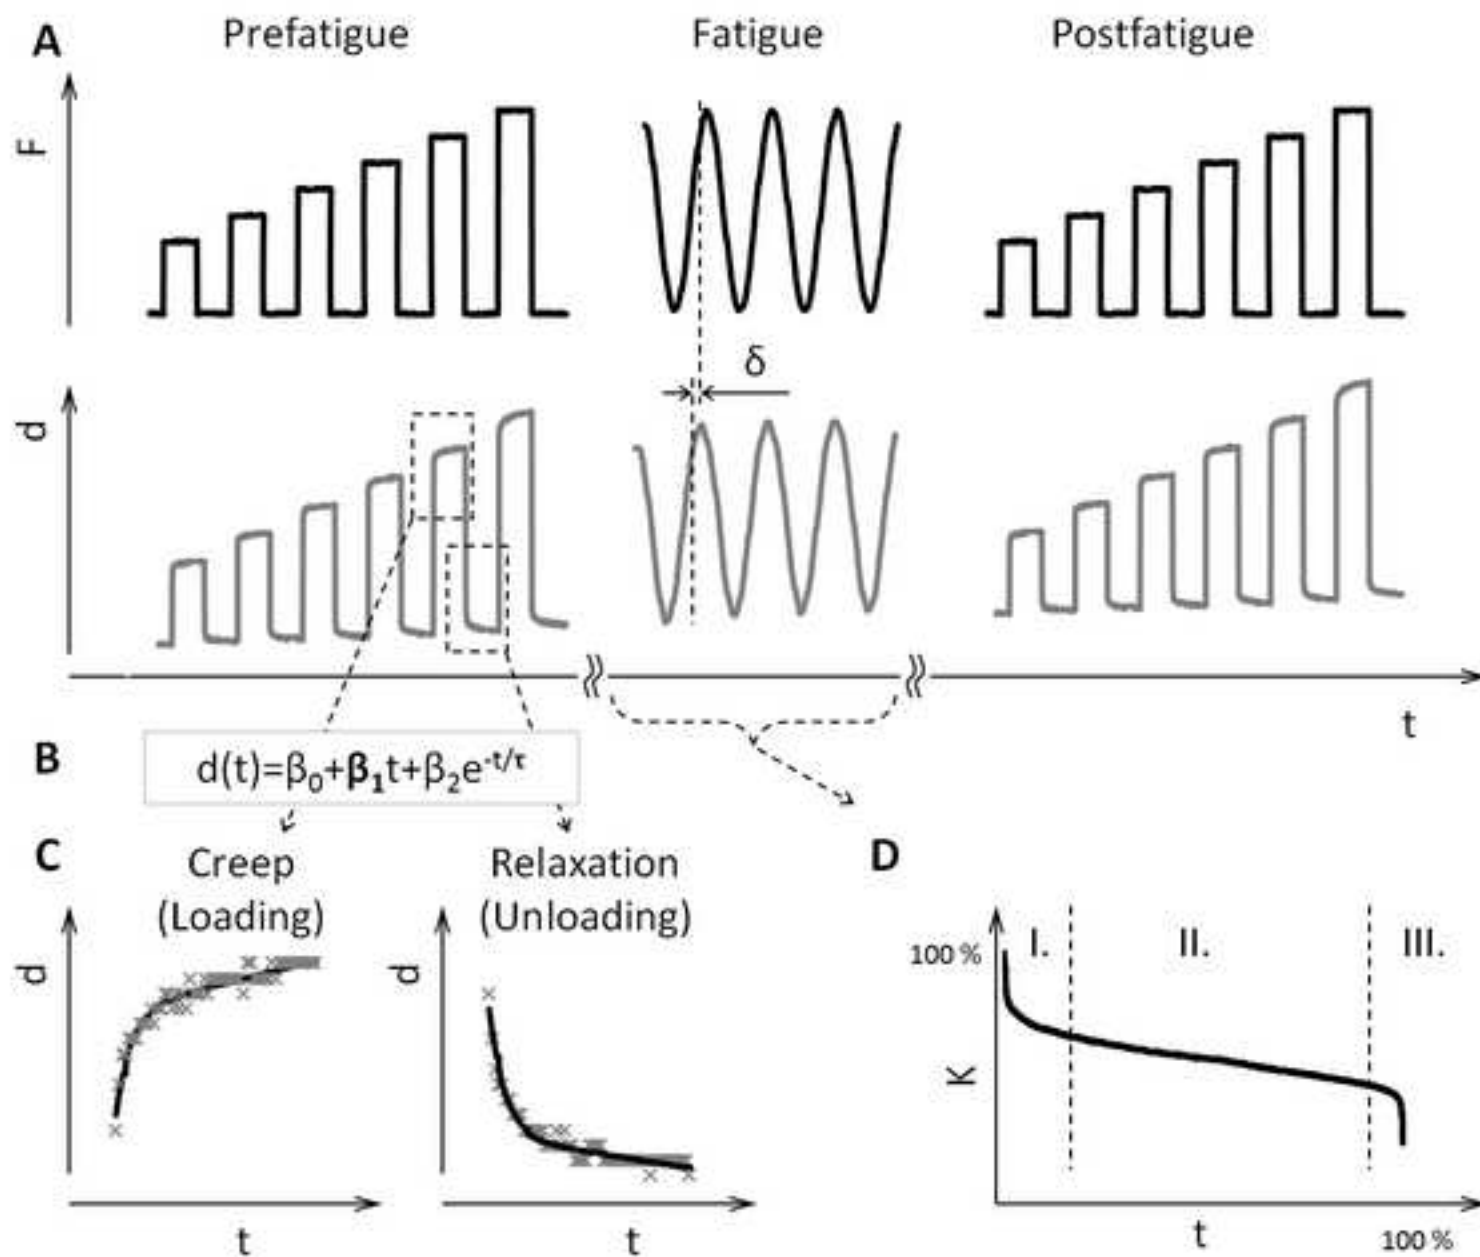 A
Prefatigue
Fatigue
Postfatigue
F
δ
d
t
B
d(t)=β₀+β₁t+β₂e^-t/τ
C
Creep
(Loading)
Relaxation
(Unloading)
D
d
t
d
t
100 %
I.
II.
III.
K
t
100 %